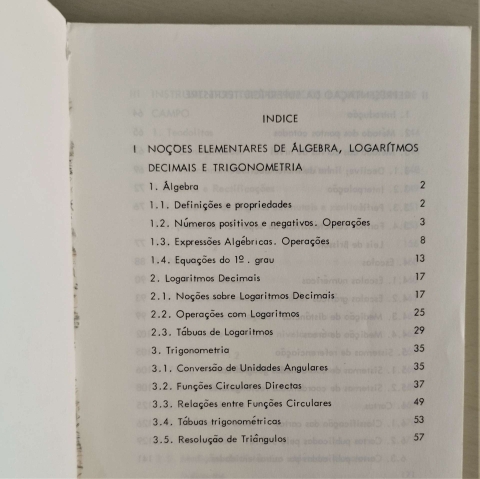 INDICE
I NOÇÕES ELEMENTARES DE ÁLGEBRA, LOGARÍTMOS
DECIMAIS E TRIGONOMETRIA
1. Álgebra 2
1.1. Definições e propriedades 2
1.2. Números positivos e negativos. Operações 3
1.3. Expressões Algébricas. Operações 8
1.4. Equações do 1º. grau 13
2. Logaritmos Decimais 17
2.1. Noções sobre Logaritmos Decimais 17
2.2. Operações com Logaritmos 25
2.3. Tábuas de Logaritmos 29
3. Trigonometria 35
3.1. Conversão de Unidades Angulares 35
3.2. Funções Circulares Directas 37
3.3. Relações entre Funções Circulares 49
3.4. Tábuas trigonométricas 53
3.5. Resolução de Triângulos 57